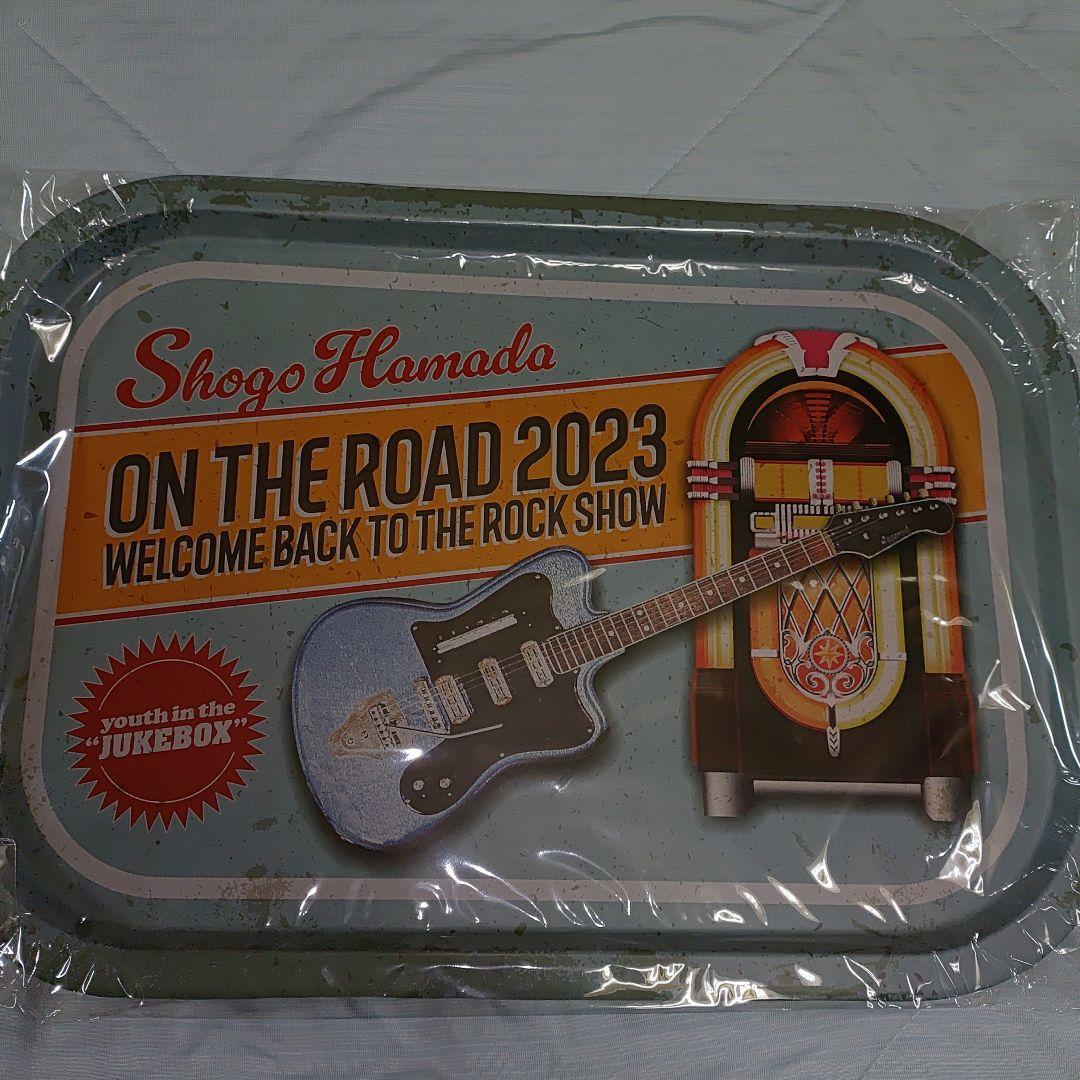 Shogo Hamada
ON THE ROAD 2023
WELCOME BACK TO THE ROCK SHOW
youth in the
“JUKEBOX”